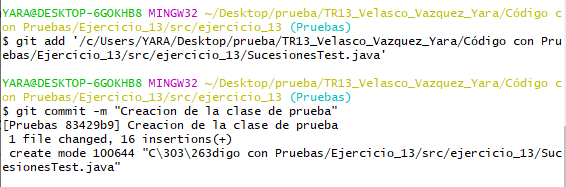 YARA@DESKTOP-6GOKHB8 MINGW32 ~/Desktop/prueba/TR13_Velasco_Vazquez_Yara/Código c
on Pruebas/Ejercicio_13/src/ejercicio_13 (Pruebas)
$ git add '/c/Users/YARA/Desktop/prueba/TR13_Velasco_Vazquez_Yara/Código con Pru
ebas/Ejercicio_13/src/ejercicio_13/SucesionesTest.java'
YARA@DESKTOP-6GOKHB8 MINGW32 ~/Desktop/prueba/TR13_Velasco_Vazquez_Yara/Código c
on Pruebas/Ejercicio_13/src/ejercicio_13 (Pruebas)
$ git commit -m "Creacion de la clase de prueba"
[Pruebas 83429b9] Creacion de la clase de prueba
1 file changed, 16 insertions(+)
create mode 100644 "C\303\263digo con Pruebas/Ejercicio_13/src/ejercicio_13/Suc
esionesTest.java"